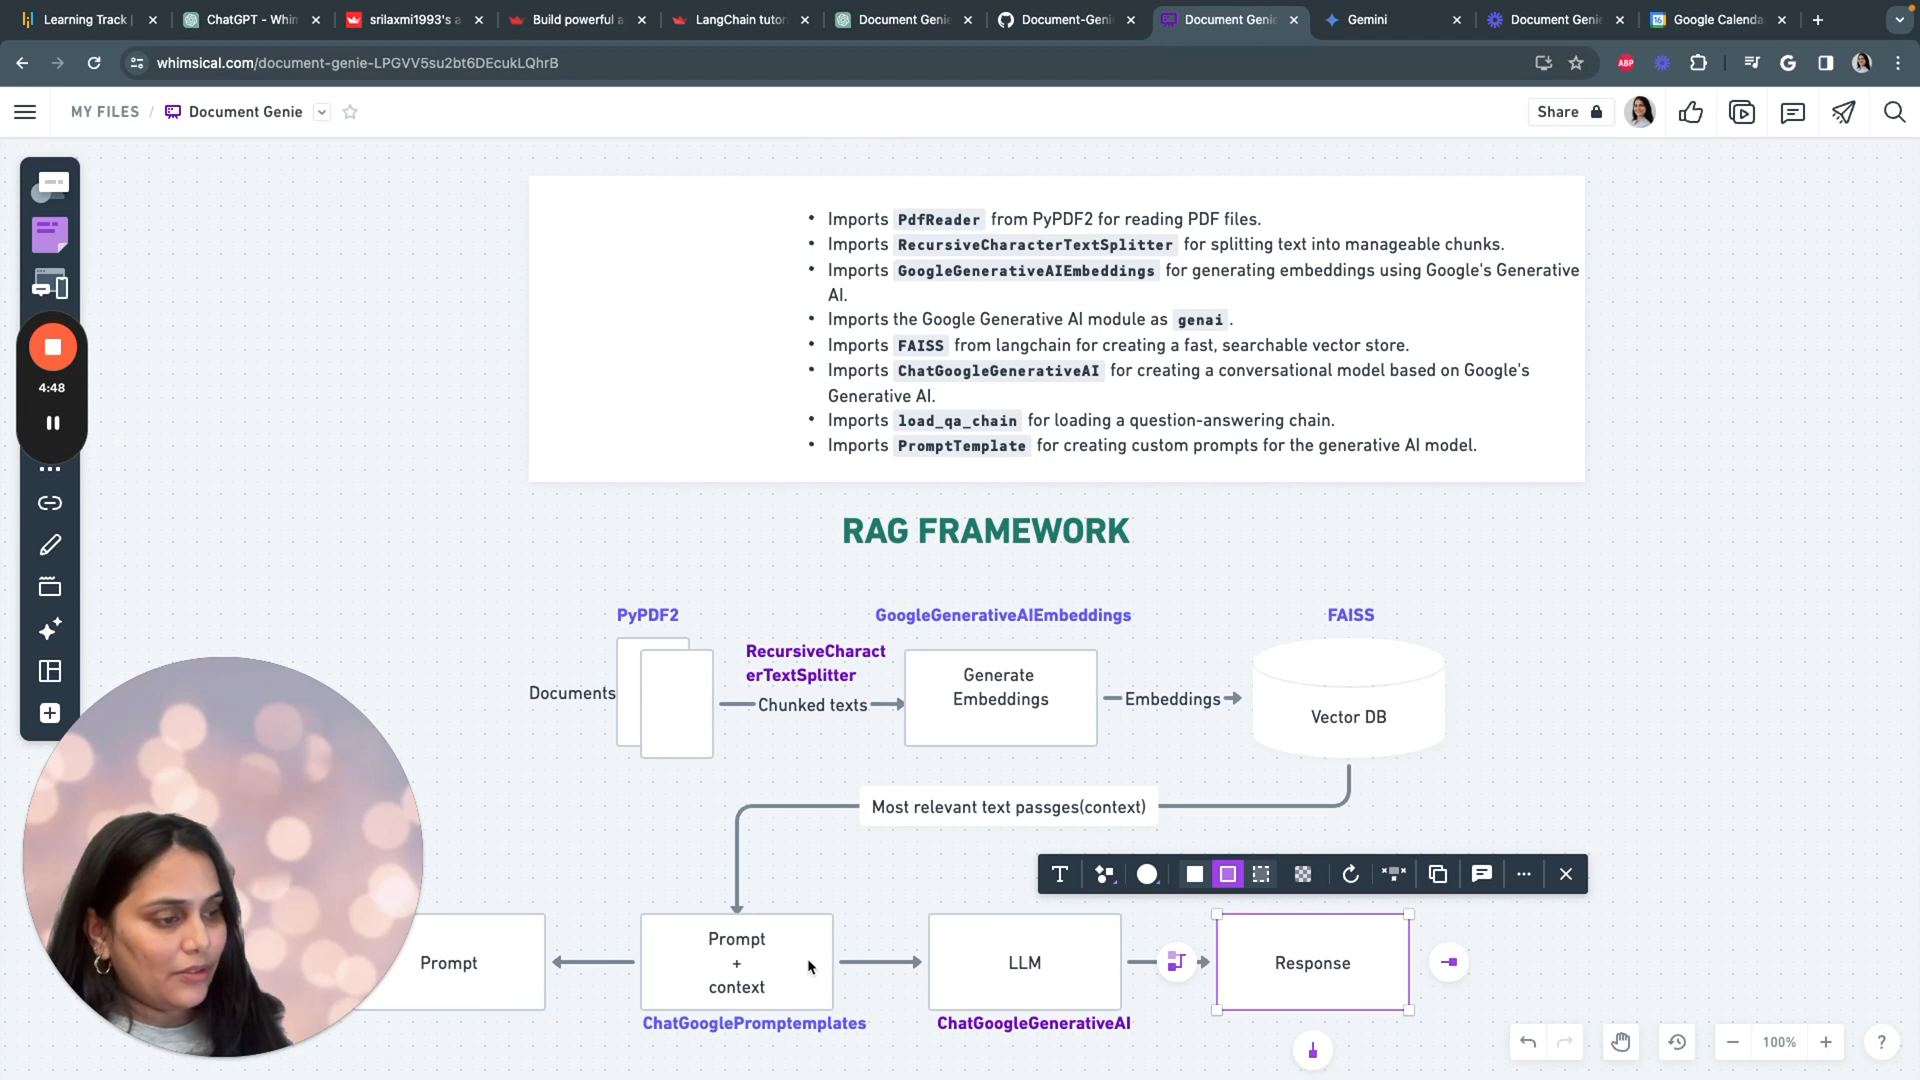 Learning Track |
ChatGPT - Whim
srilaxmi1993's a
Build powerful a
LangChain tutor
Document Genie
Document-Geni
Document Genie
Gemini
Document Genie
Google Calenda
whimsical.com/document-genie-LPGVV5su2bt6DEcukLQhrB
ABP
MY FILES / Document Genie
Share
4:48
• Imports PdfReader from PyPDF2 for reading PDF files.
• Imports RecursiveCharacterTextSplitter for splitting text into manageable chunks.
• Imports GoogleGenerativeAIEmbeddings for generating embeddings using Google's Generative
AI.
• Imports the Google Generative AI module as genai.
• Imports FAISS from langchain for creating a fast, searchable vector store.
• Imports ChatGoogleGenerativeAI for creating a conversational model based on Google's
Generative AI.
• Imports load_qa_chain for loading a question-answering chain.
• Imports PromptTemplate for creating custom prompts for the generative AI model.
RAG FRAMEWORK
PyPDF2
GoogleGenerativeAIEmbeddings
FAISS
RecursiveCharact
erTextSplitter
Documents
Chunked texts
Generate
Embeddings
Embeddings
Vector DB
Most relevant text passges(context)
Prompt
Prompt
+
context
LLM
Response
ChatGooglePromptemplates
ChatGoogleGenerativeAI
100%